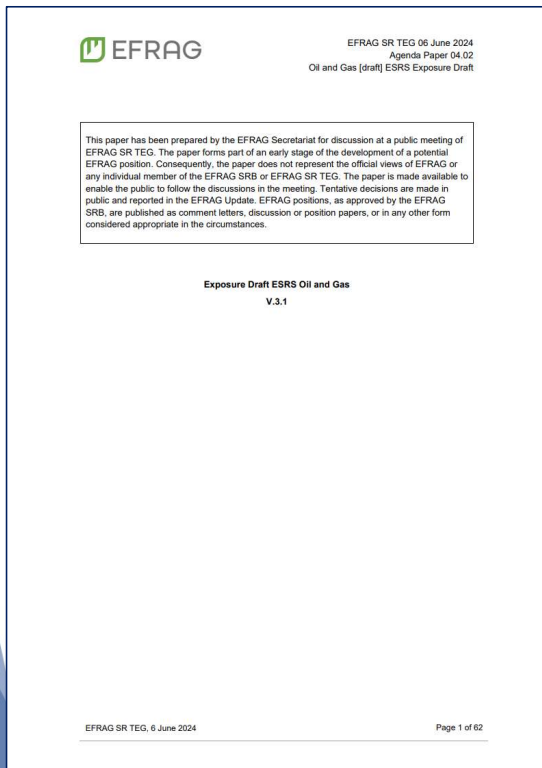 EFRAG
EFRAG SR TEG 06 June 2024
Agenda Paper 04.02
Oil and Gas [draft] ESRS Exposure Draft
This paper has been prepared by the EFRAG Secretariat for discussion at a public meeting of
EFRAG SR TEG. The paper forms part of an early stage of the development of a potential
EFRAG position. Consequently, the paper does not represent the official views of EFRAG or
any individual member of the EFRAG SRB or EFRAG SR TEG. The paper is made available to
enable the public to follow the discussions in the meeting. Tentative decisions are made in
public and reported in the EFRAG Update. EFRAG positions, as approved by the EFRAG
SRB, are published as comment letters, discussion or position papers, or in any other form
considered appropriate in the circumstances.
Exposure Draft ESRS Oil and Gas
V.3.1
EFRAG SR TEG, 6 June 2024
Page 1 of 62